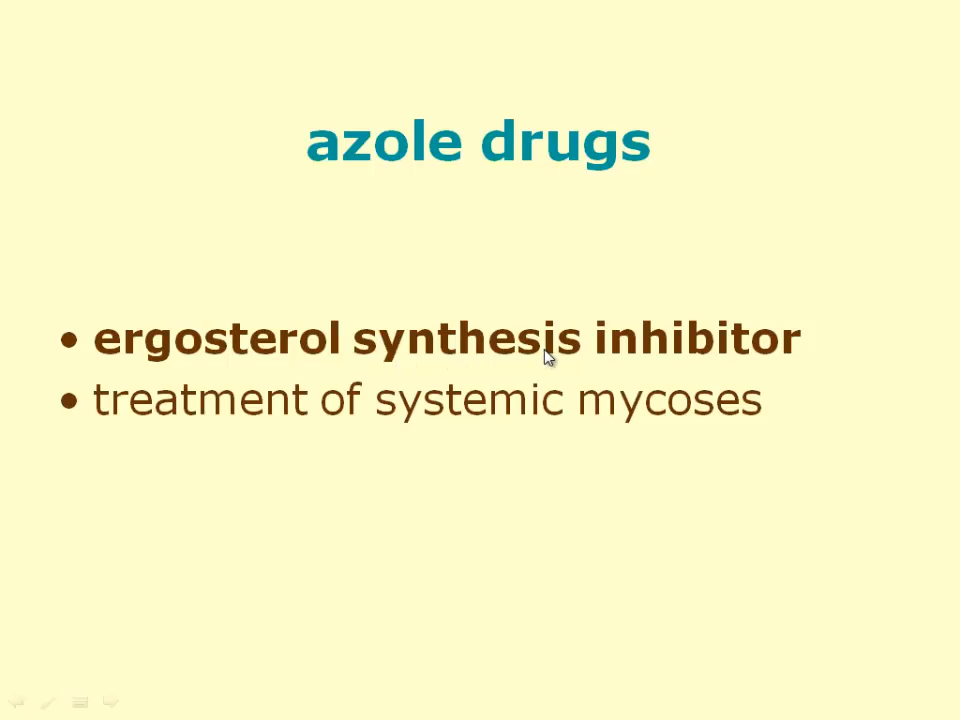 azole drugs
• ergosterol synthesis inhibitor
• treatment of systemic mycoses